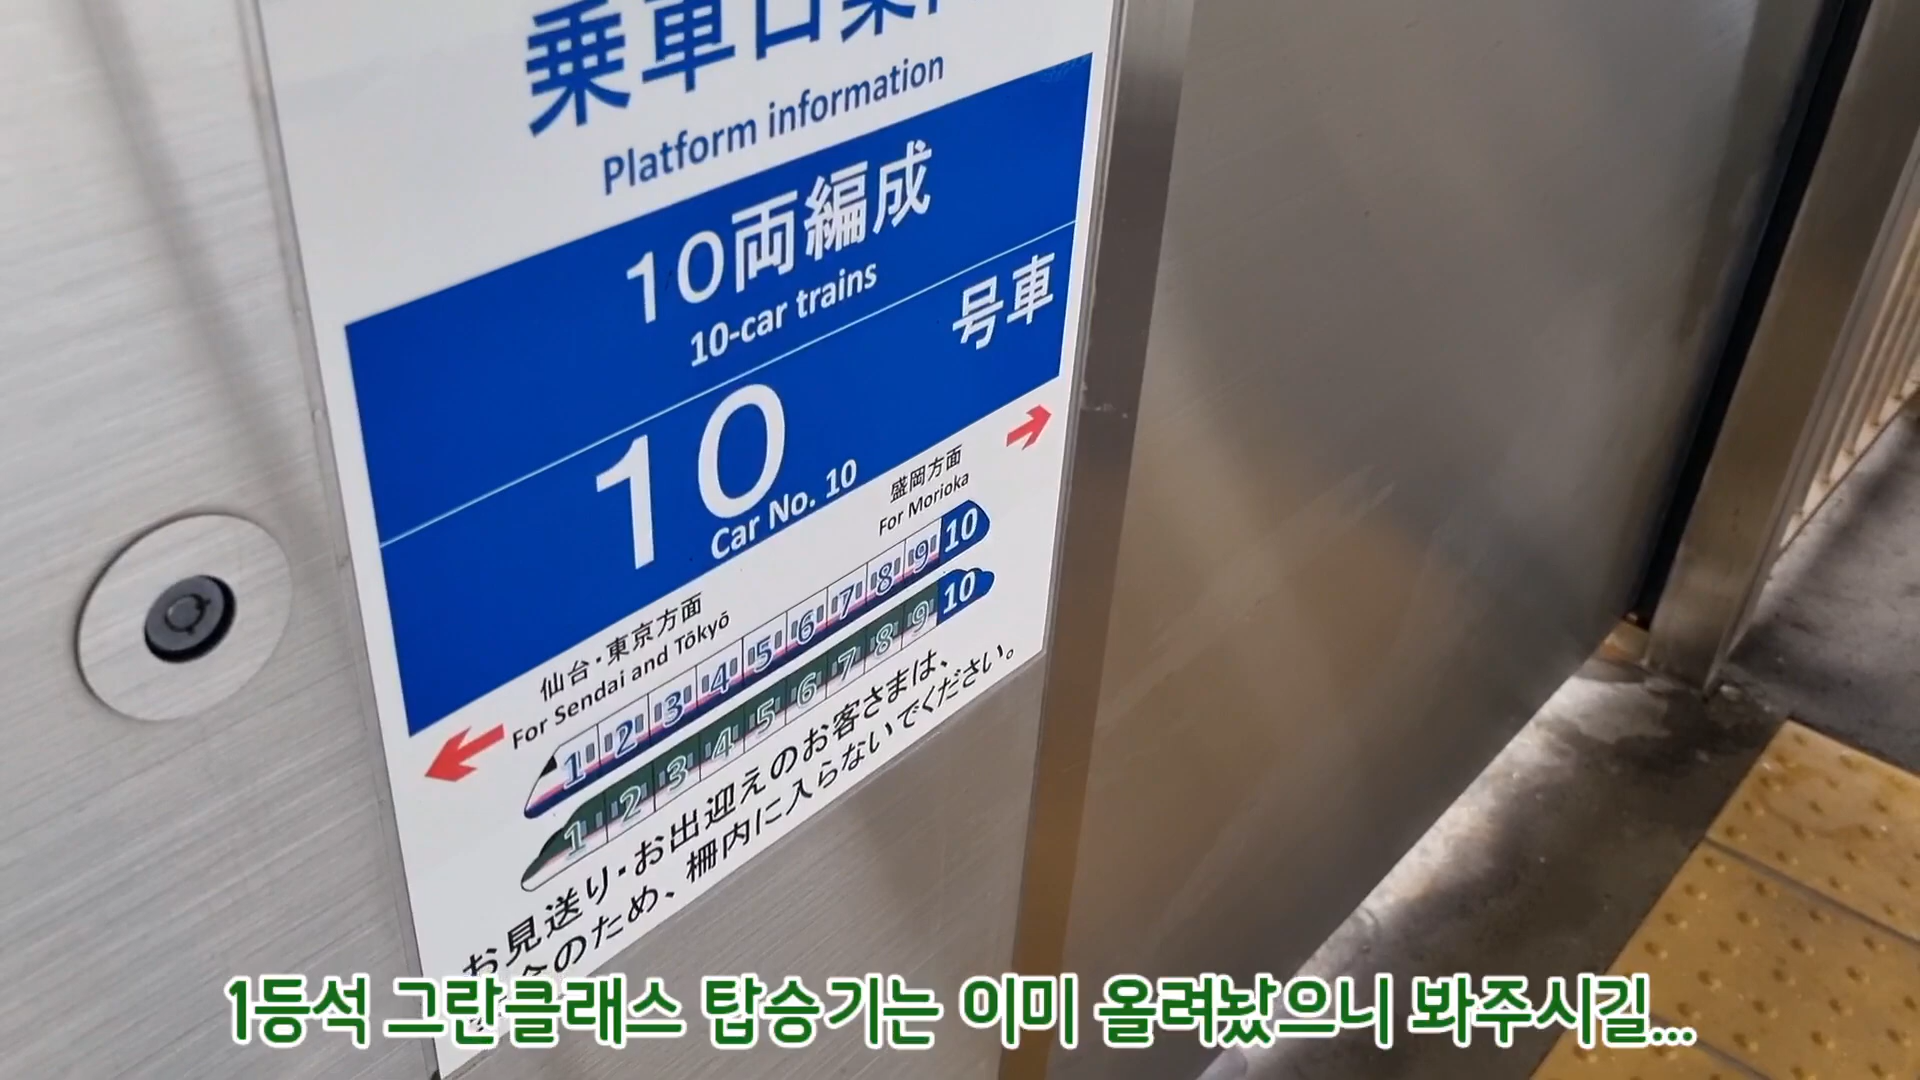 乗車口案内
Platform information
10両編成
10-car trains
号車
10
Car No. 10
盛岡方面
For Morioka
仙台・東京方面
For Sendai and Tōkyō
1 2 3 4 5 6 7 8 9 10
1 2 3 4 5 6 7 8 9 10
お見送り・お出迎えのお客さまは、
のため、柵内に入らないでください。
1등석 그란클래스 탑승기는 이미 올려놨으니 봐주시길...